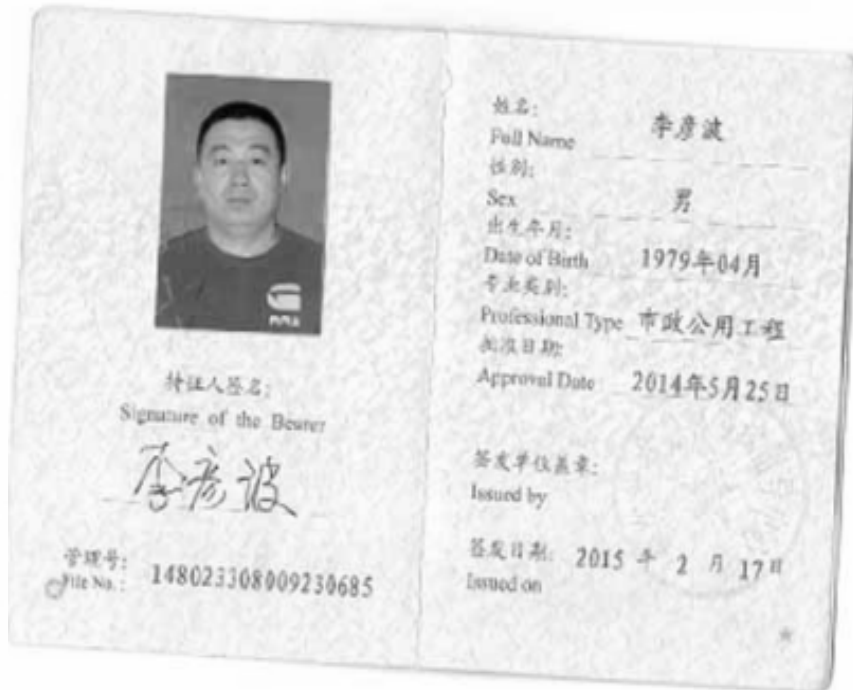 持证人签名:
Signature of the Bearer
李彦波
管理号:
File No.: 148023308009230685
姓名:
Full Name 李彦波
性别:
Sex 男
出生年月:
Date of Birth 1979年04月
专业类别:
Professional Type 市政公用工程
批准日期:
Approval Date 2014年5月25日
签发单位盖章:
Issued by
签发日期: 2015 年 2 月 17日
Issued on